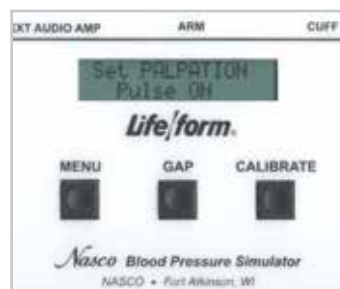 EXT AUDIO AMP ARM CUFF
Set PALPATION
Pulse ON
Life/form®
MENU GAP CALIBRATE
Nasco Blood Pressure Simulator
NASCO • Fort Atkinson, WI